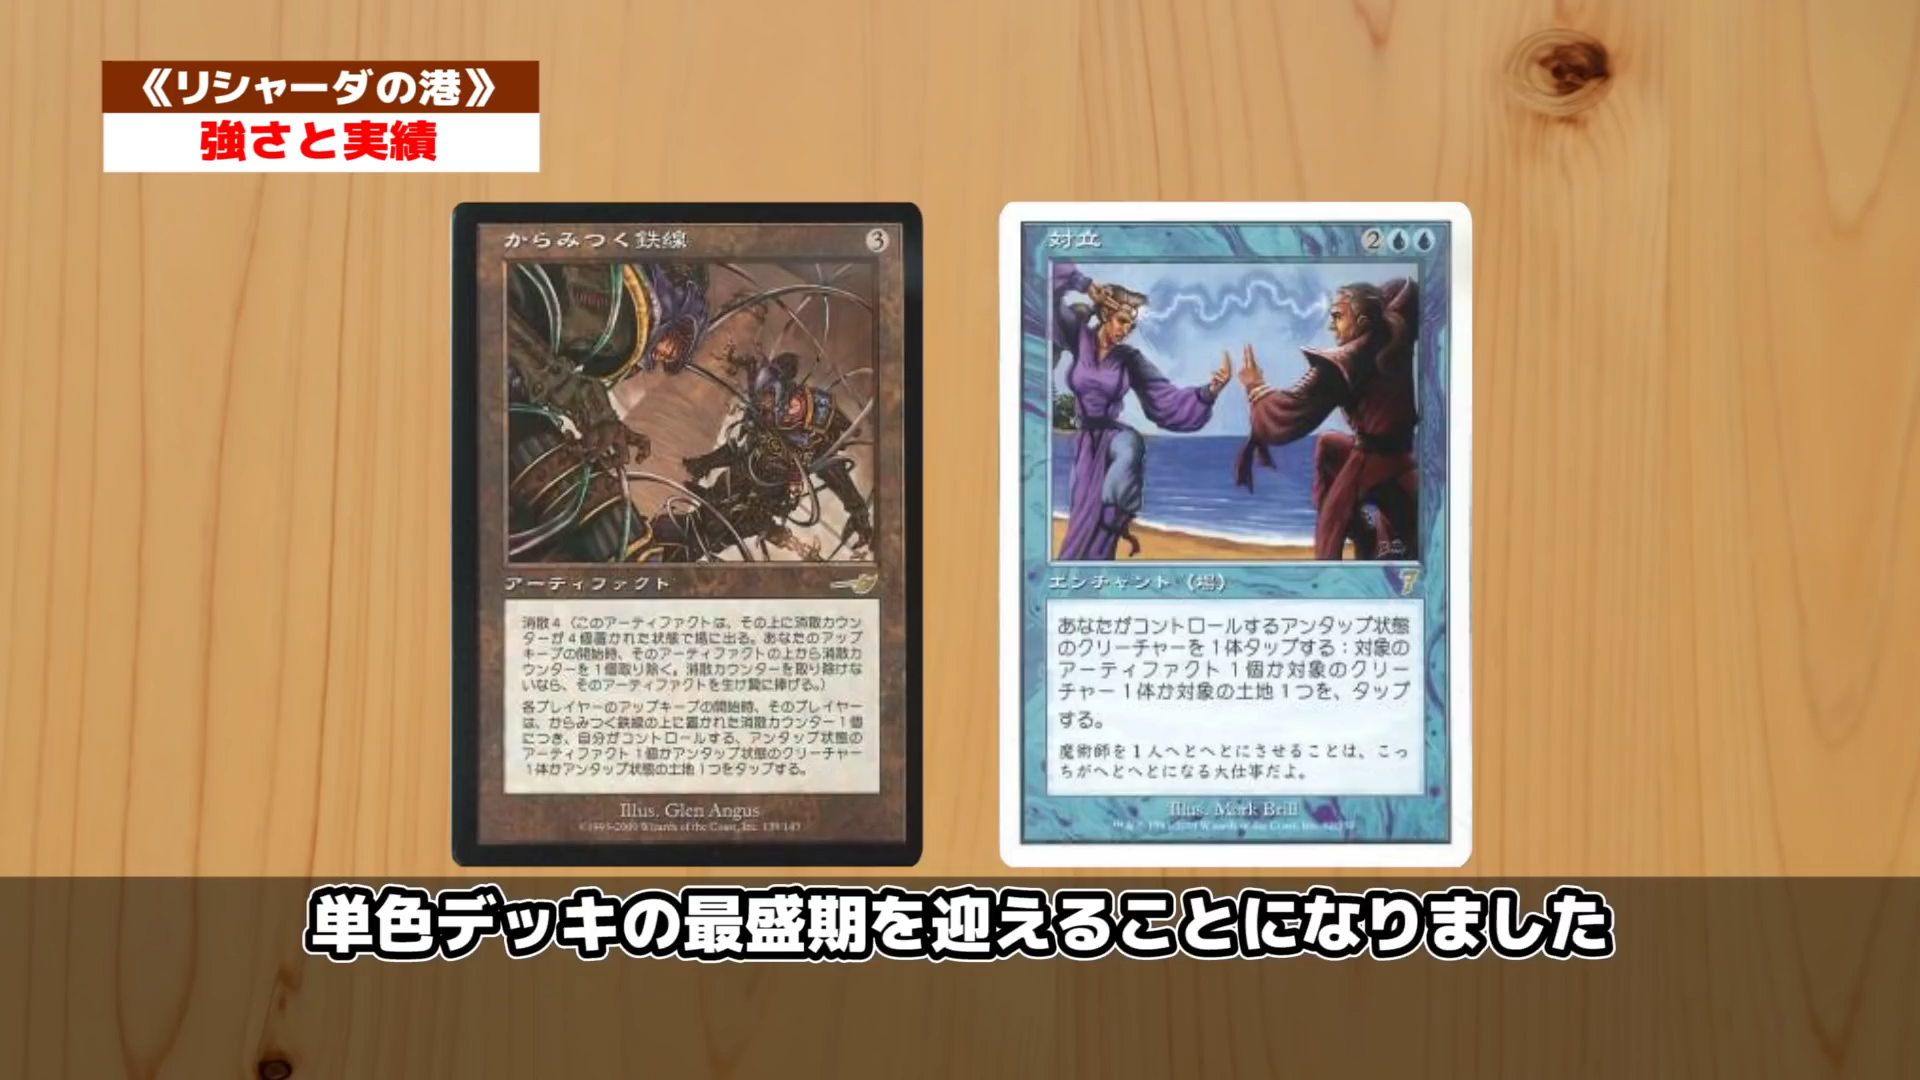 《リシャーダの港》
強さと実績
からみつく鉄線
3
アーティファクト
消散4（このアーティファクトは、その上に消散カウン
ターが4個置かれた状態で場に出る。あなたのアップ
キープの開始時、そのアーティファクトの上から消散カ
ウンターを1個取り除く。消散カウンターを取り除けな
いなら、そのアーティファクトを生け贄に捧げる。）
各プレイヤーのアップキープの開始時、そのプレイヤー
は、からみつく鉄線の上に置かれた消散カウンター1個
につき、自分がコントロールする、アンタップ状態の
アーティファクト1個かアンタップ状態のクリーチャー
1体かアンタップ状態の土地1つをタップする。
Illus. Glen Angus
対立
2
エンチャント（場）
7
あなたがコントロールするアンタップ状態
のクリーチャーを1体タップする：対象の
アーティファクト1個か対象のクリー
チャー1体か対象の土地1つを、タップ
する。
魔術師を1人へとへとにさせることは、こっ
ちがへとへとになる大仕事だよ。
Illus. Mark Brill
単色デッキの最盛期を迎えることになりました